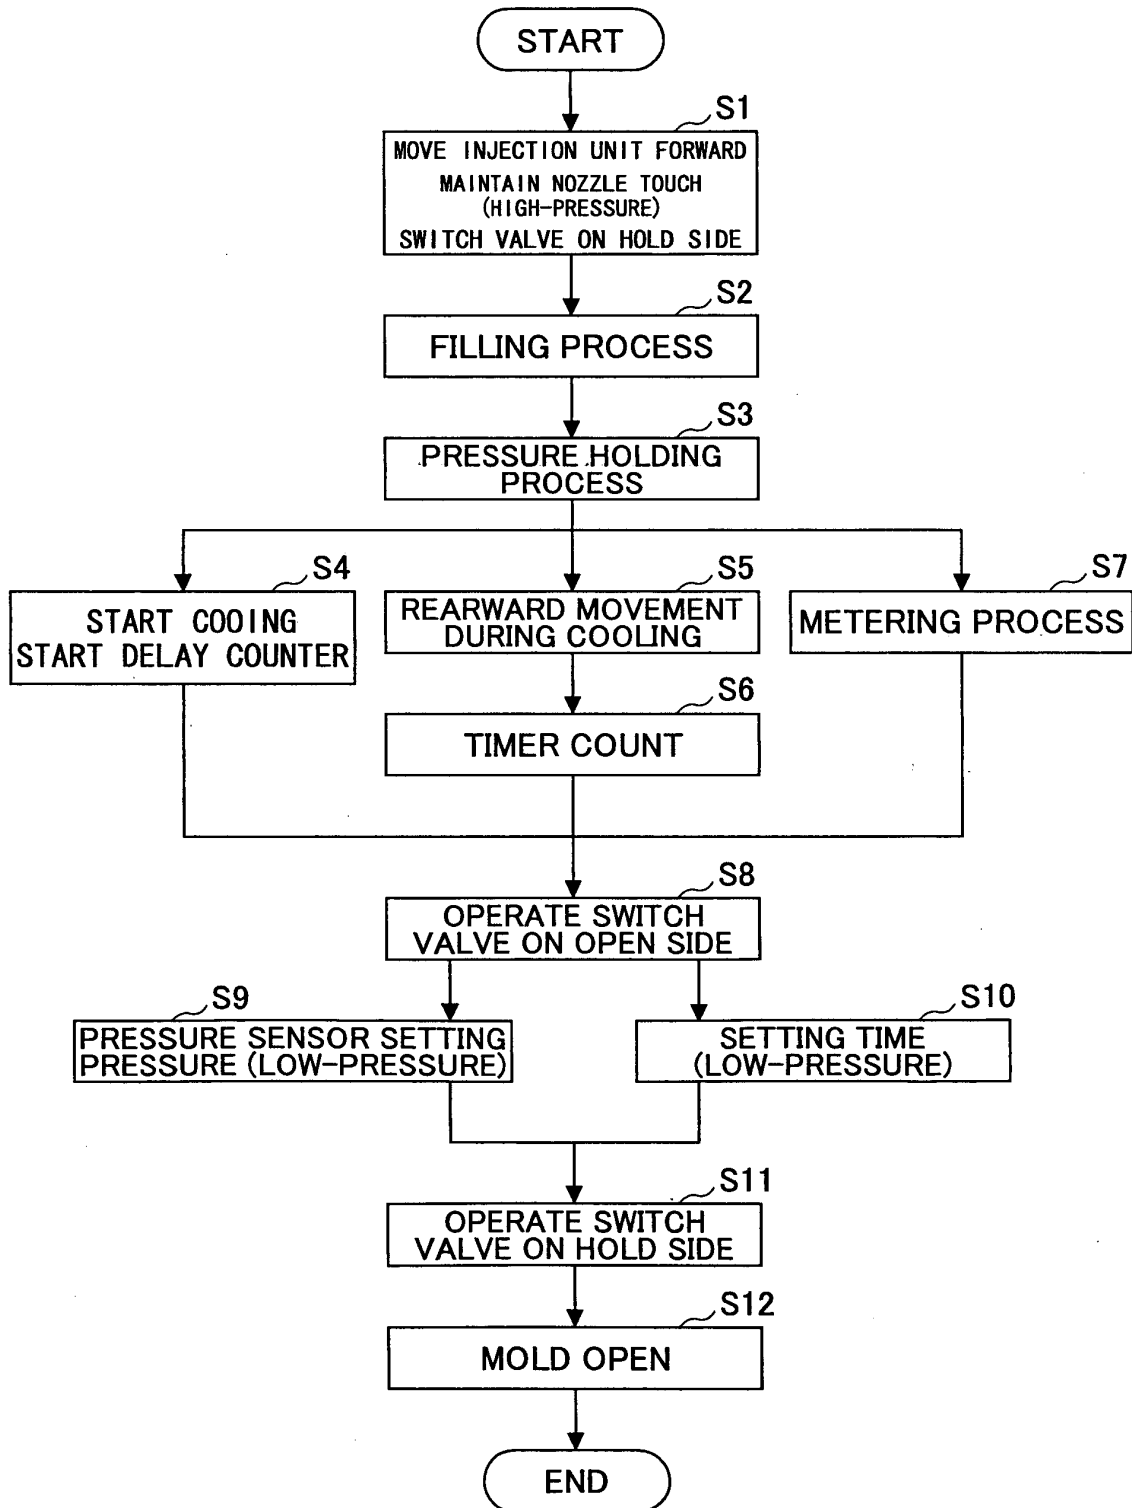 START
S1
MOVE INJECTION UNIT FORWARD
MAINTAIN NOZZLE TOUCH
(HIGH-PRESSURE)
SWITCH VALVE ON HOLD SIDE
S2
FILLING PROCESS
S3
PRESSURE HOLDING
PROCESS
S4
START COOING
START DELAY COUNTER
S5
REARWARD MOVEMENT
DURING COOLING
S7
METERING PROCESS
S6
TIMER COUNT
S8
OPERATE SWITCH
VALVE ON OPEN SIDE
S9
PRESSURE SENSOR SETTING
PRESSURE (LOW-PRESSURE)
S10
SETTING TIME
(LOW-PRESSURE)
S11
OPERATE SWITCH
VALVE ON HOLD SIDE
S12
MOLD OPEN
END